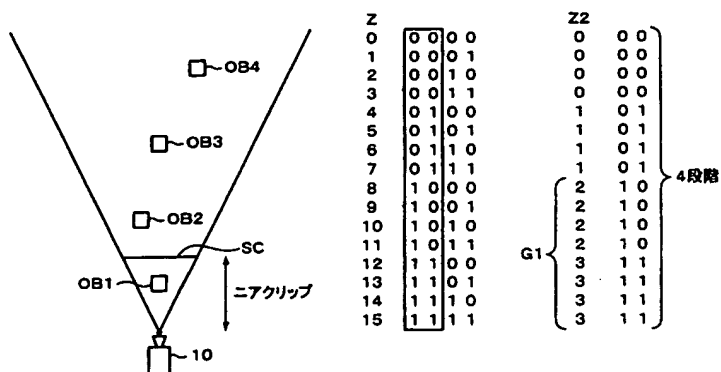 OB4
OB3
OB2
SC
OB1
ニアクリップ
10
Z Z2
0 0 0 0 0 0 0 0
1 0 0 0 1 0 0 0
2 0 0 1 0 0 0 0
3 0 0 1 1 0 0 0
4 0 1 0 0 1 0 1
5 0 1 0 1 1 0 1
6 0 1 1 0 1 0 1
7 0 1 1 1 1 0 1
4段階
8 1 0 0 0 2 1 0
9 1 0 0 1 2 1 0
10 1 0 1 0 2 1 0
11 1 0 1 1 2 1 0
G1
12 1 1 0 0 3 1 1
13 1 1 0 1 3 1 1
14 1 1 1 0 3 1 1
15 1 1 1 1 3 1 1